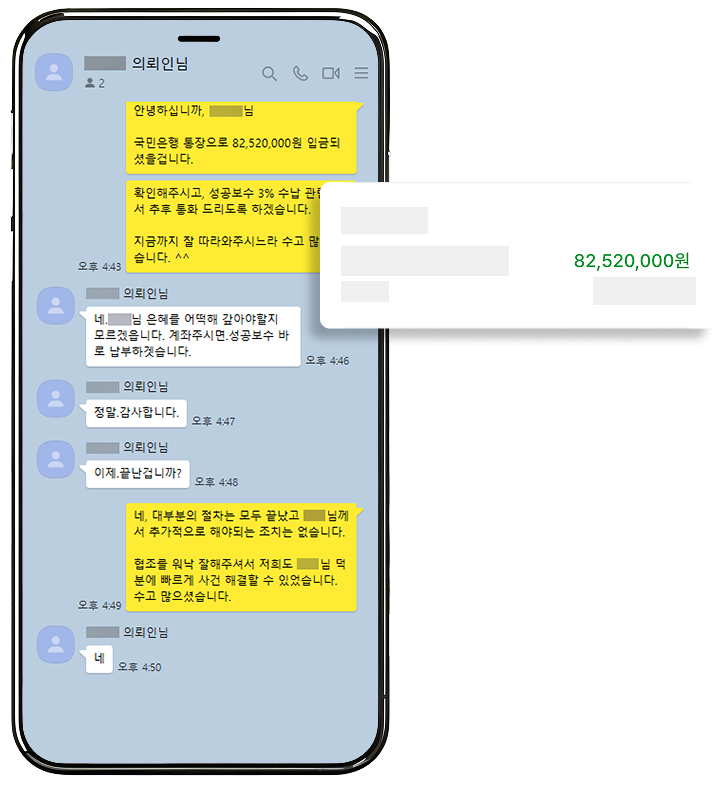 의뢰인님
2
안녕하십니까, 님
국민은행 통장으로 82,520,000원 입금되
셨을겁니다.
확인해주시고, 성공보수 3% 수납 관련
서 추후 통화 드리도록 하겠습니다.
지금까지 잘 따라와주시느라 수고 많
습니다. ^^
오후 4:43
82,520,000원
의뢰인님
네. 님 은혜를 어떡해 갚아야할지
모르겠읍니다. 계좌주시면.성공보수 바
로 납부하겟습니다.
오후 4:46
의뢰인님
정말.감사합니다.
오후 4:47
의뢰인님
이제.끝난겁니까?
오후 4:48
네, 대부분의 절차는 모두 끝났고 님께
서 추가적으로 해야되는 조치는 없습니다.
협조를 워낙 잘해주셔서 저희도 님 덕
분에 빠르게 사건 해결할 수 있었습니다.
수고 많으셨습니다.
오후 4:49
의뢰인님
네
오후 4:50